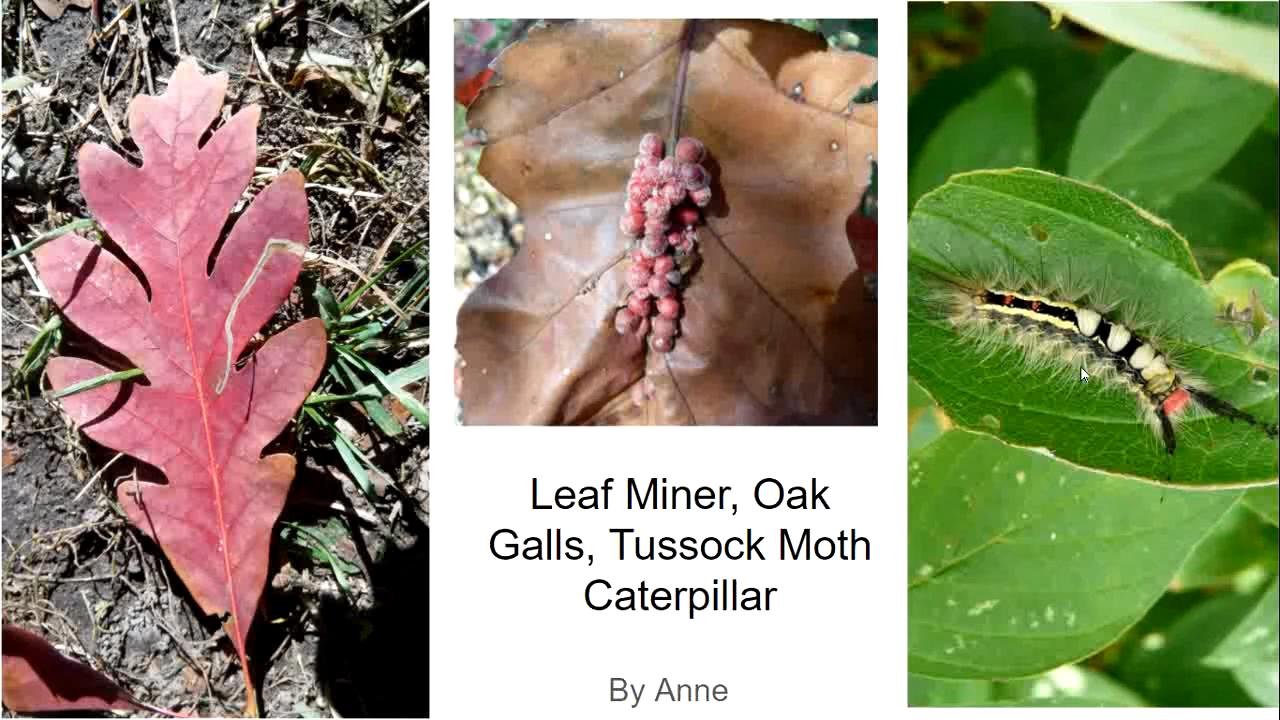 Leaf Miner, Oak
Galls, Tussock Moth
Caterpillar
By Anne